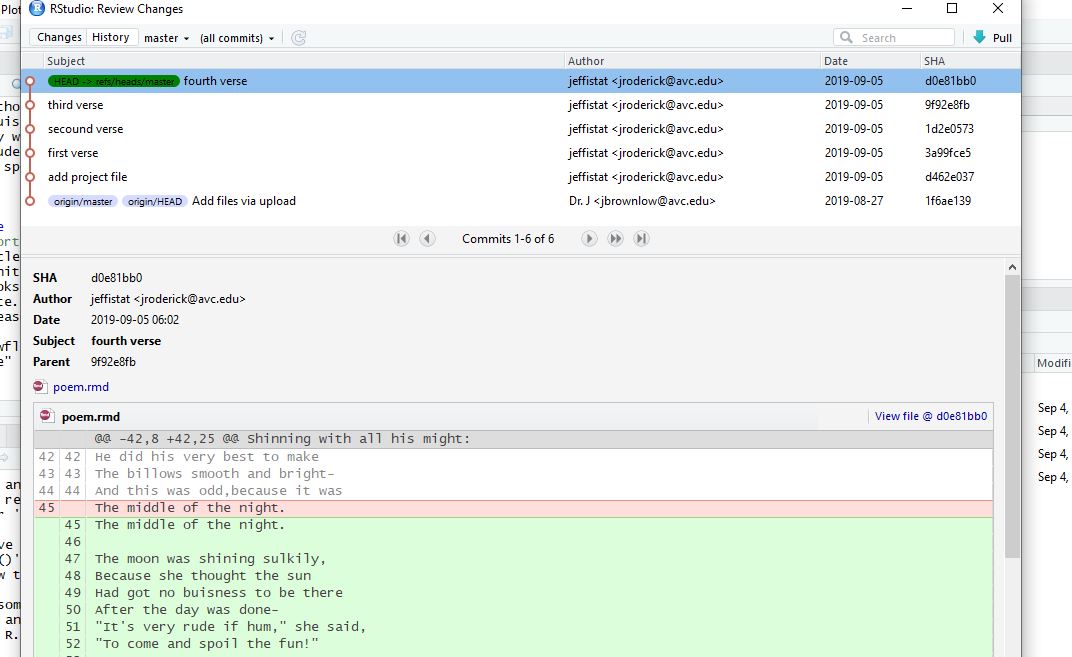 Plot
RStudio: Review Changes
Changes History master (all commits) Search Pull
Subject Author Date SHA
HEAD -> refs/heads/master fourth verse jeffistat <jroderick@avc.edu> 2019-09-05 d0e81bb0
third verse jeffistat <jroderick@avc.edu> 2019-09-05 9f92e8fb
secound verse jeffistat <jroderick@avc.edu> 2019-09-05 1d2e0573
first verse jeffistat <jroderick@avc.edu> 2019-09-05 3a99fce5
add project file jeffistat <jroderick@avc.edu> 2019-09-05 d462e037
origin/master origin/HEAD Add files via upload Dr. J <jbrownlow@avc.edu> 2019-08-27 1f6ae139
Commits 1-6 of 6
SHA d0e81bb0
Author jeffistat <jroderick@avc.edu>
Date 2019-09-05 06:02
Subject fourth verse
Parent 9f92e8fb
poem.rmd
poem.rmd View file @ d0e81bb0
@@ -42,8 +42,25 @@ Shinning with all his might:
42 42 He did his very best to make
43 43 The billows smooth and bright-
44 44 And this was odd,because it was
45 The middle of the night.
45 The middle of the night.
46
47 The moon was shining sulkily,
48 Because she thought the sun
49 Had got no buisness to be there
50 After the day was done-
51 "It's very rude if hum," she said,
52 "To come and spoil the fun!"
Modifi
Sep 4,
Sep 4,
Sep 4,
Sep 4,